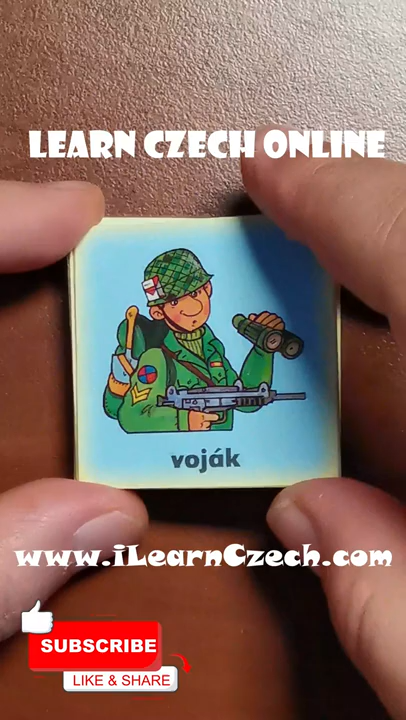 LEARN CZECH ONLINE
voják
www.iLearnCzech.com
SUBSCRIBE
LIKE & SHARE